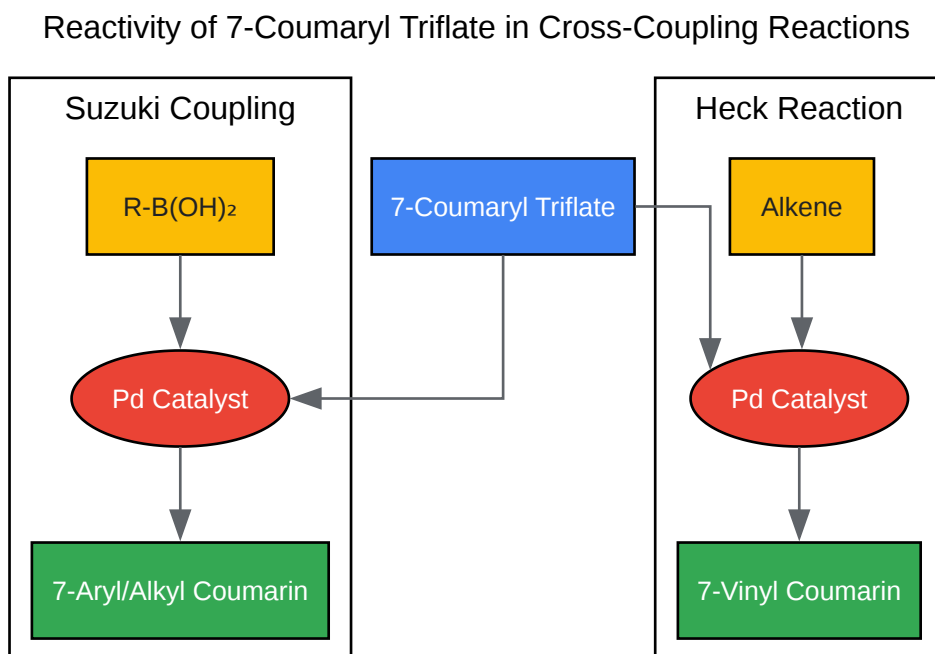 Reactivity of 7-Coumaryl Triflate in Cross-Coupling Reactions
Suzuki Coupling
R-B(OH)₂
Pd Catalyst
7-Aryl/Alkyl Coumarin
7-Coumaryl Triflate
Heck Reaction
Alkene
Pd Catalyst
7-Vinyl Coumarin